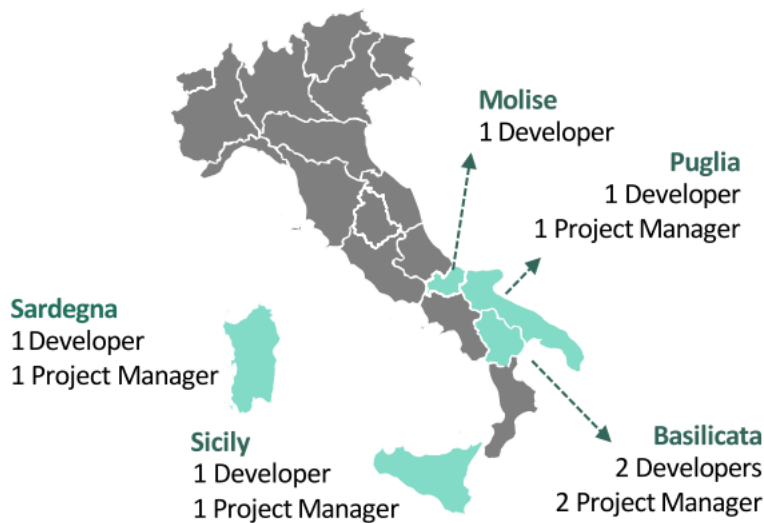 Molise
1 Developer
Puglia
1 Developer
1 Project Manager
Sardegna
1 Developer
1 Project Manager
Sicily
1 Developer
1 Project Manager
Basilicata
2 Developers
2 Project Manager